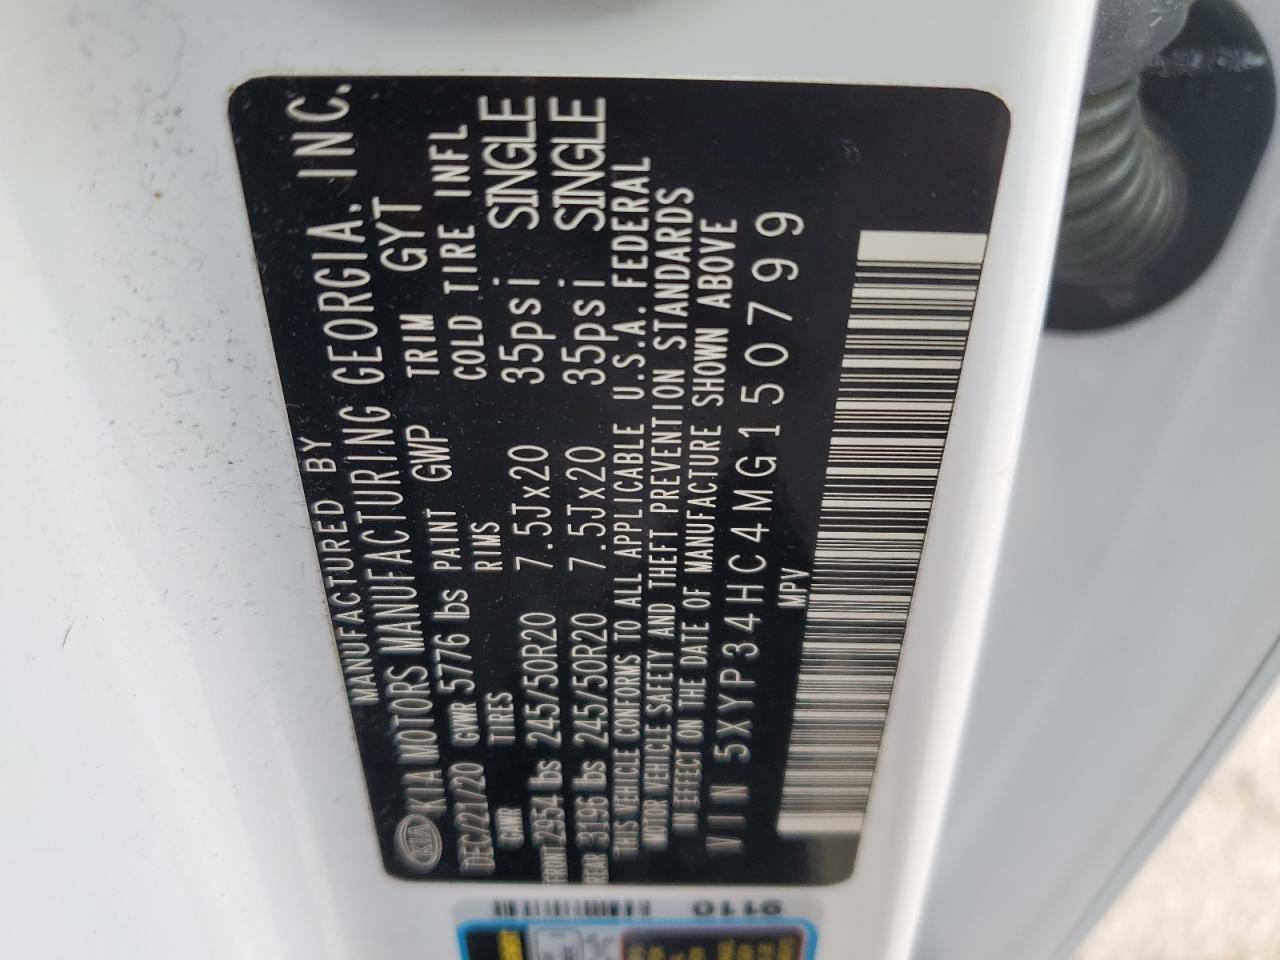 MANUFACTURED BY
KIA KIA MOTORS MANUFACTURING GEORGIA, INC.
DEC/21/20 GVWR 5776 lbs PAINT GWP TRIM GYT
GAWR TIRES RIMS COLD TIRE INFL
FRONT 2954 lbs 245/50R20 7.5Jx20 35psi SINGLE
REAR 3196 lbs 245/50R20 7.5Jx20 35psi SINGLE
THIS VEHICLE CONFORMS TO ALL APPLICABLE U.S.A. FEDERAL
MOTOR VEHICLE SAFETY AND THEFT PREVENTION STANDARDS
IN EFFECT ON THE DATE OF MANUFACTURE SHOWN ABOVE
VIN 5XYP34HC4MG150799
MPV
9110